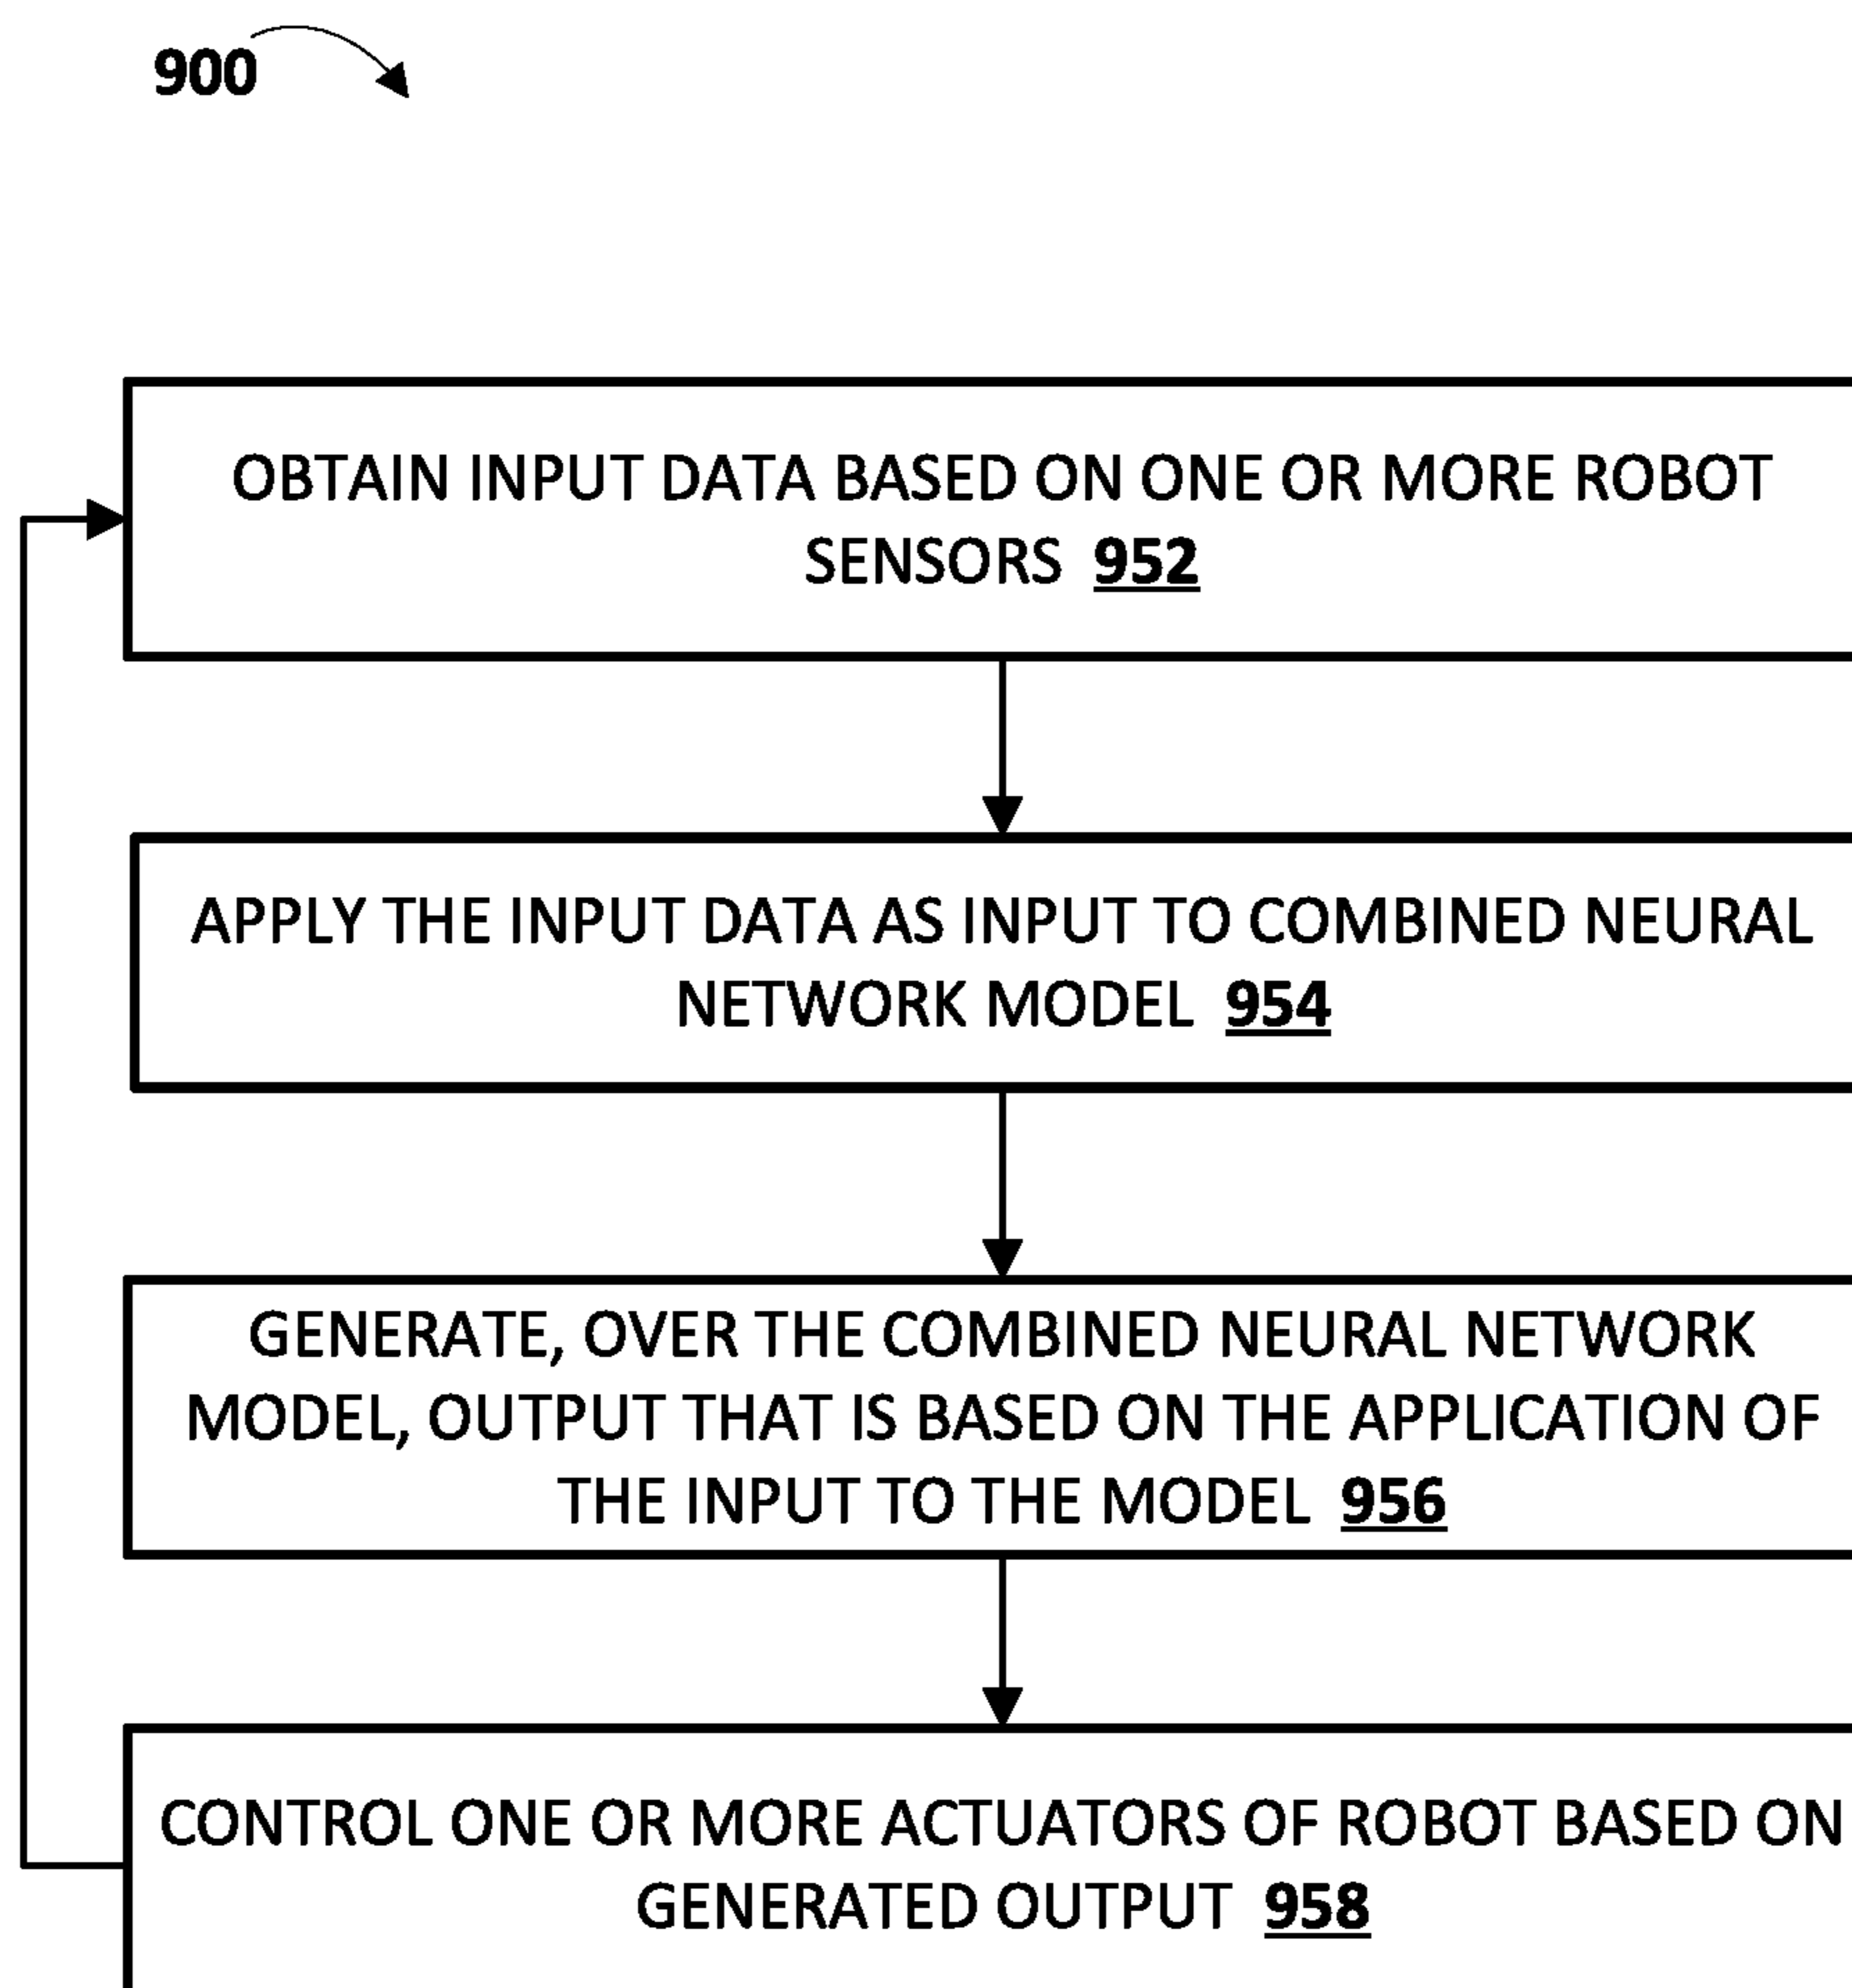 900
OBTAIN INPUT DATA BASED ON ONE OR MORE ROBOT
SENSORS 952
APPLY THE INPUT DATA AS INPUT TO COMBINED NEURAL
NETWORK MODEL 954
GENERATE, OVER THE COMBINED NEURAL NETWORK
MODEL, OUTPUT THAT IS BASED ON THE APPLICATION OF
THE INPUT TO THE MODEL 956
CONTROL ONE OR MORE ACTUATORS OF ROBOT BASED ON
GENERATED OUTPUT 958